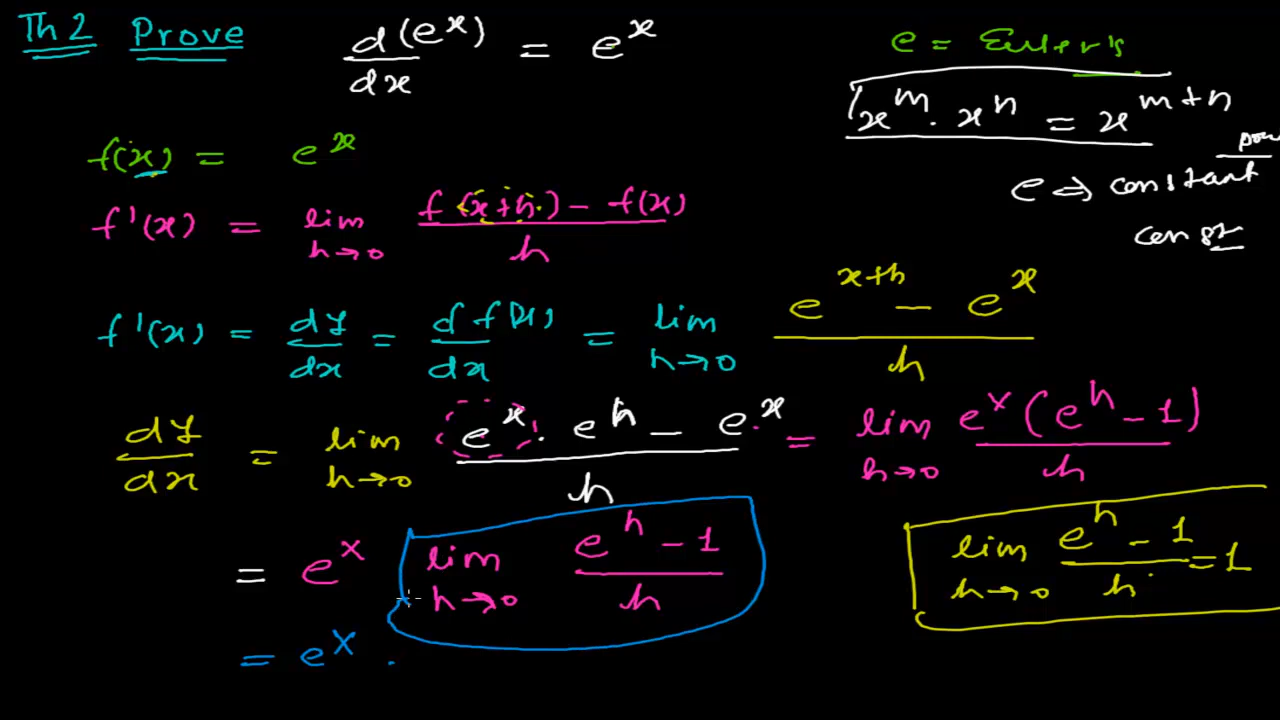 Th 2 Prove d(e^x)/dx = e^x
e = Euler's
x^m . x^n = x^{m+n}
e ⇒ constant
const
f(x) = e^x
f'(x) = lim h→0 (f(x+h) - f(x))/h
f'(x) = dy/dx = d f(x)/dx = lim h→0 (e^{x+h} - e^x)/h
dy/dx = lim h→0 (e^x . e^h - e^x)/h = lim h→0 e^x(e^h - 1)/h
= e^x lim h→0 (e^h - 1)/h
lim h→0 (e^h - 1)/h = 1
= e^x .